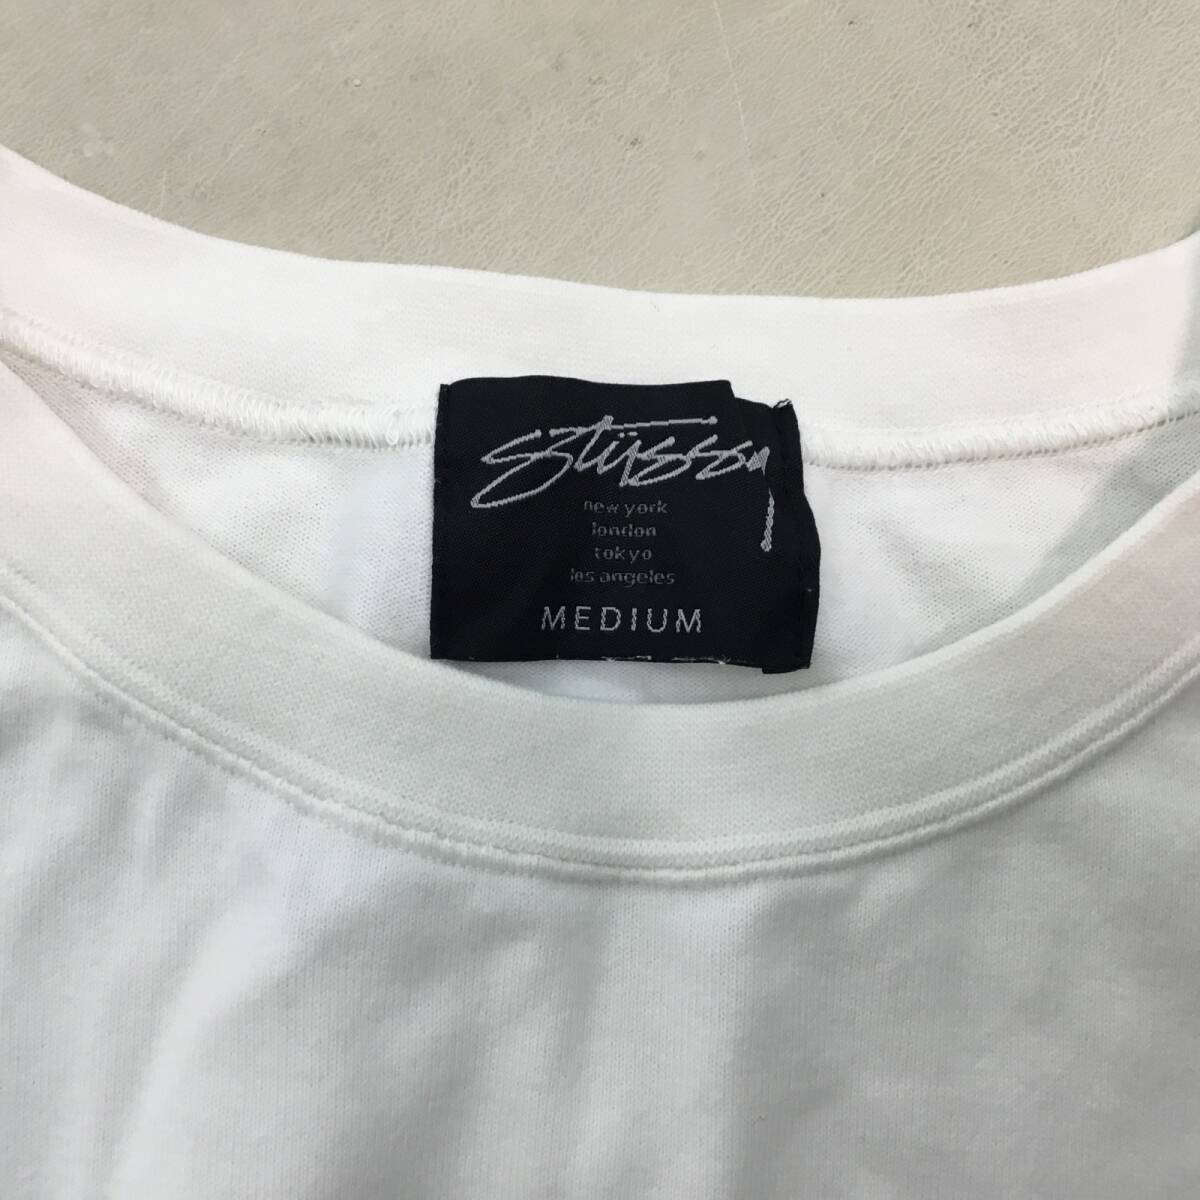 Stüssy
new york
london
tokyo
los angeles
MEDIUM